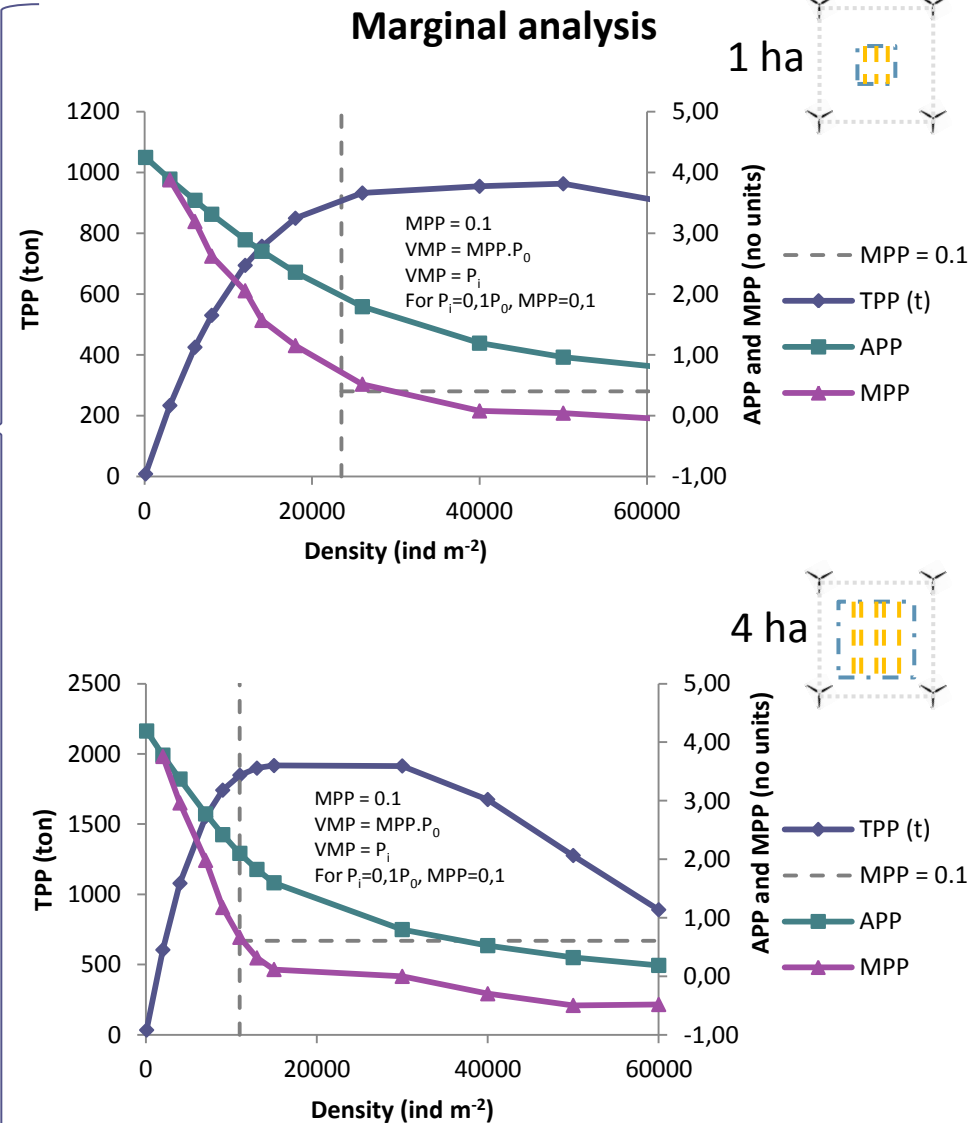 Marginal analysis
1 ha
1200
1000
800
600
400
200
0
TPP (ton)
5,00
4,00
3,00
2,00
1,00
0,00
-1,00
APP and MPP (no units)
MPP = 0.1
VMP = MPP.P₀
VMP = Pᵢ
For Pᵢ=0,1P₀, MPP=0,1
0 20000 40000 60000
Density (ind m⁻²)
MPP = 0.1
TPP (t)
APP
MPP
4 ha
2500
2000
1500
1000
500
0
TPP (ton)
5,00
4,00
3,00
2,00
1,00
0,00
-1,00
APP and MPP (no units)
MPP = 0.1
VMP = MPP.P₀
VMP = Pᵢ
For Pᵢ=0,1P₀, MPP=0,1
0 20000 40000 60000
Density (ind m⁻²)
TPP (t)
MPP = 0.1
APP
MPP